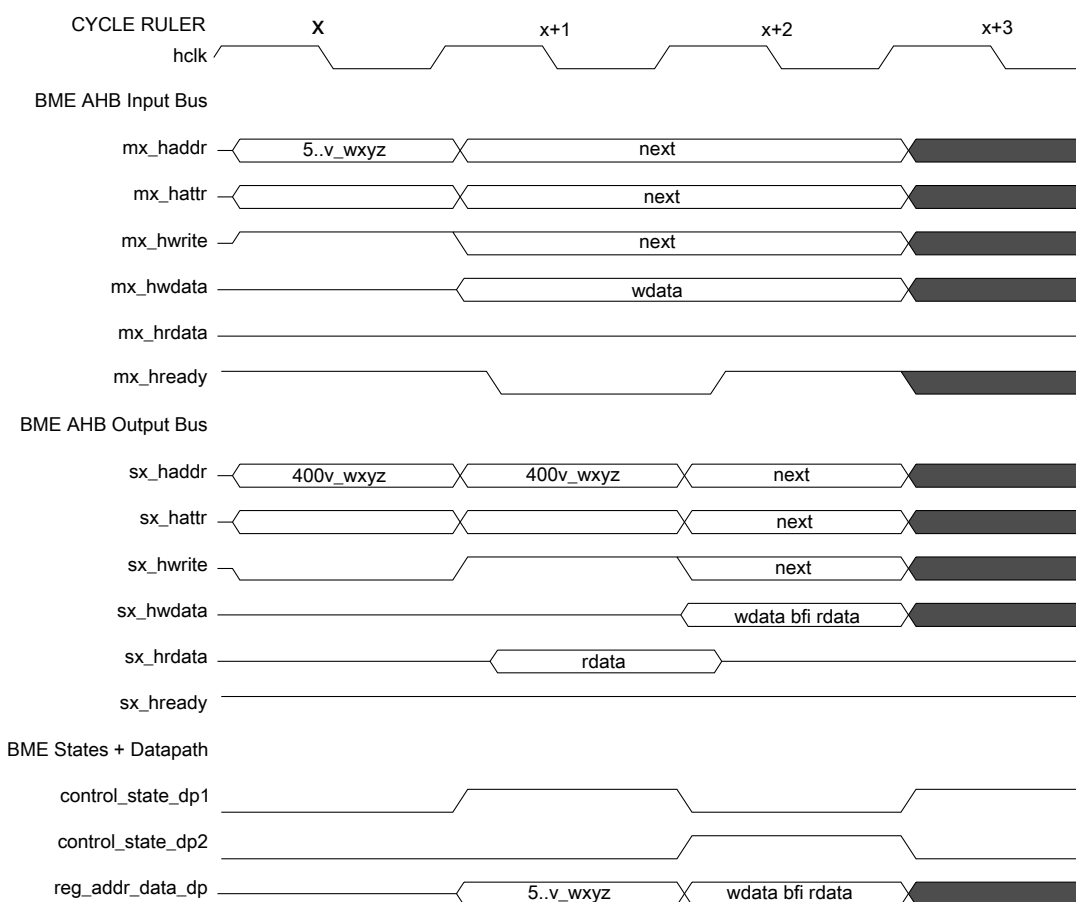 CYCLE RULER x x+1 x+2 x+3
hclk
BME AHB Input Bus
mx_haddr 5..v_wxyz next
mx_hattr next
mx_hwrite next
mx_hwdata wdata
mx_hrdata
mx_hready
BME AHB Output Bus
sx_haddr 400v_wxyz 400v_wxyz next
sx_hattr next
sx_hwrite next
sx_hwdata wdata bfi rdata
sx_hrdata rdata
sx_hready
BME States + Datapath
control_state_dp1
control_state_dp2
reg_addr_data_dp 5..v_wxyz wdata bfi rdata